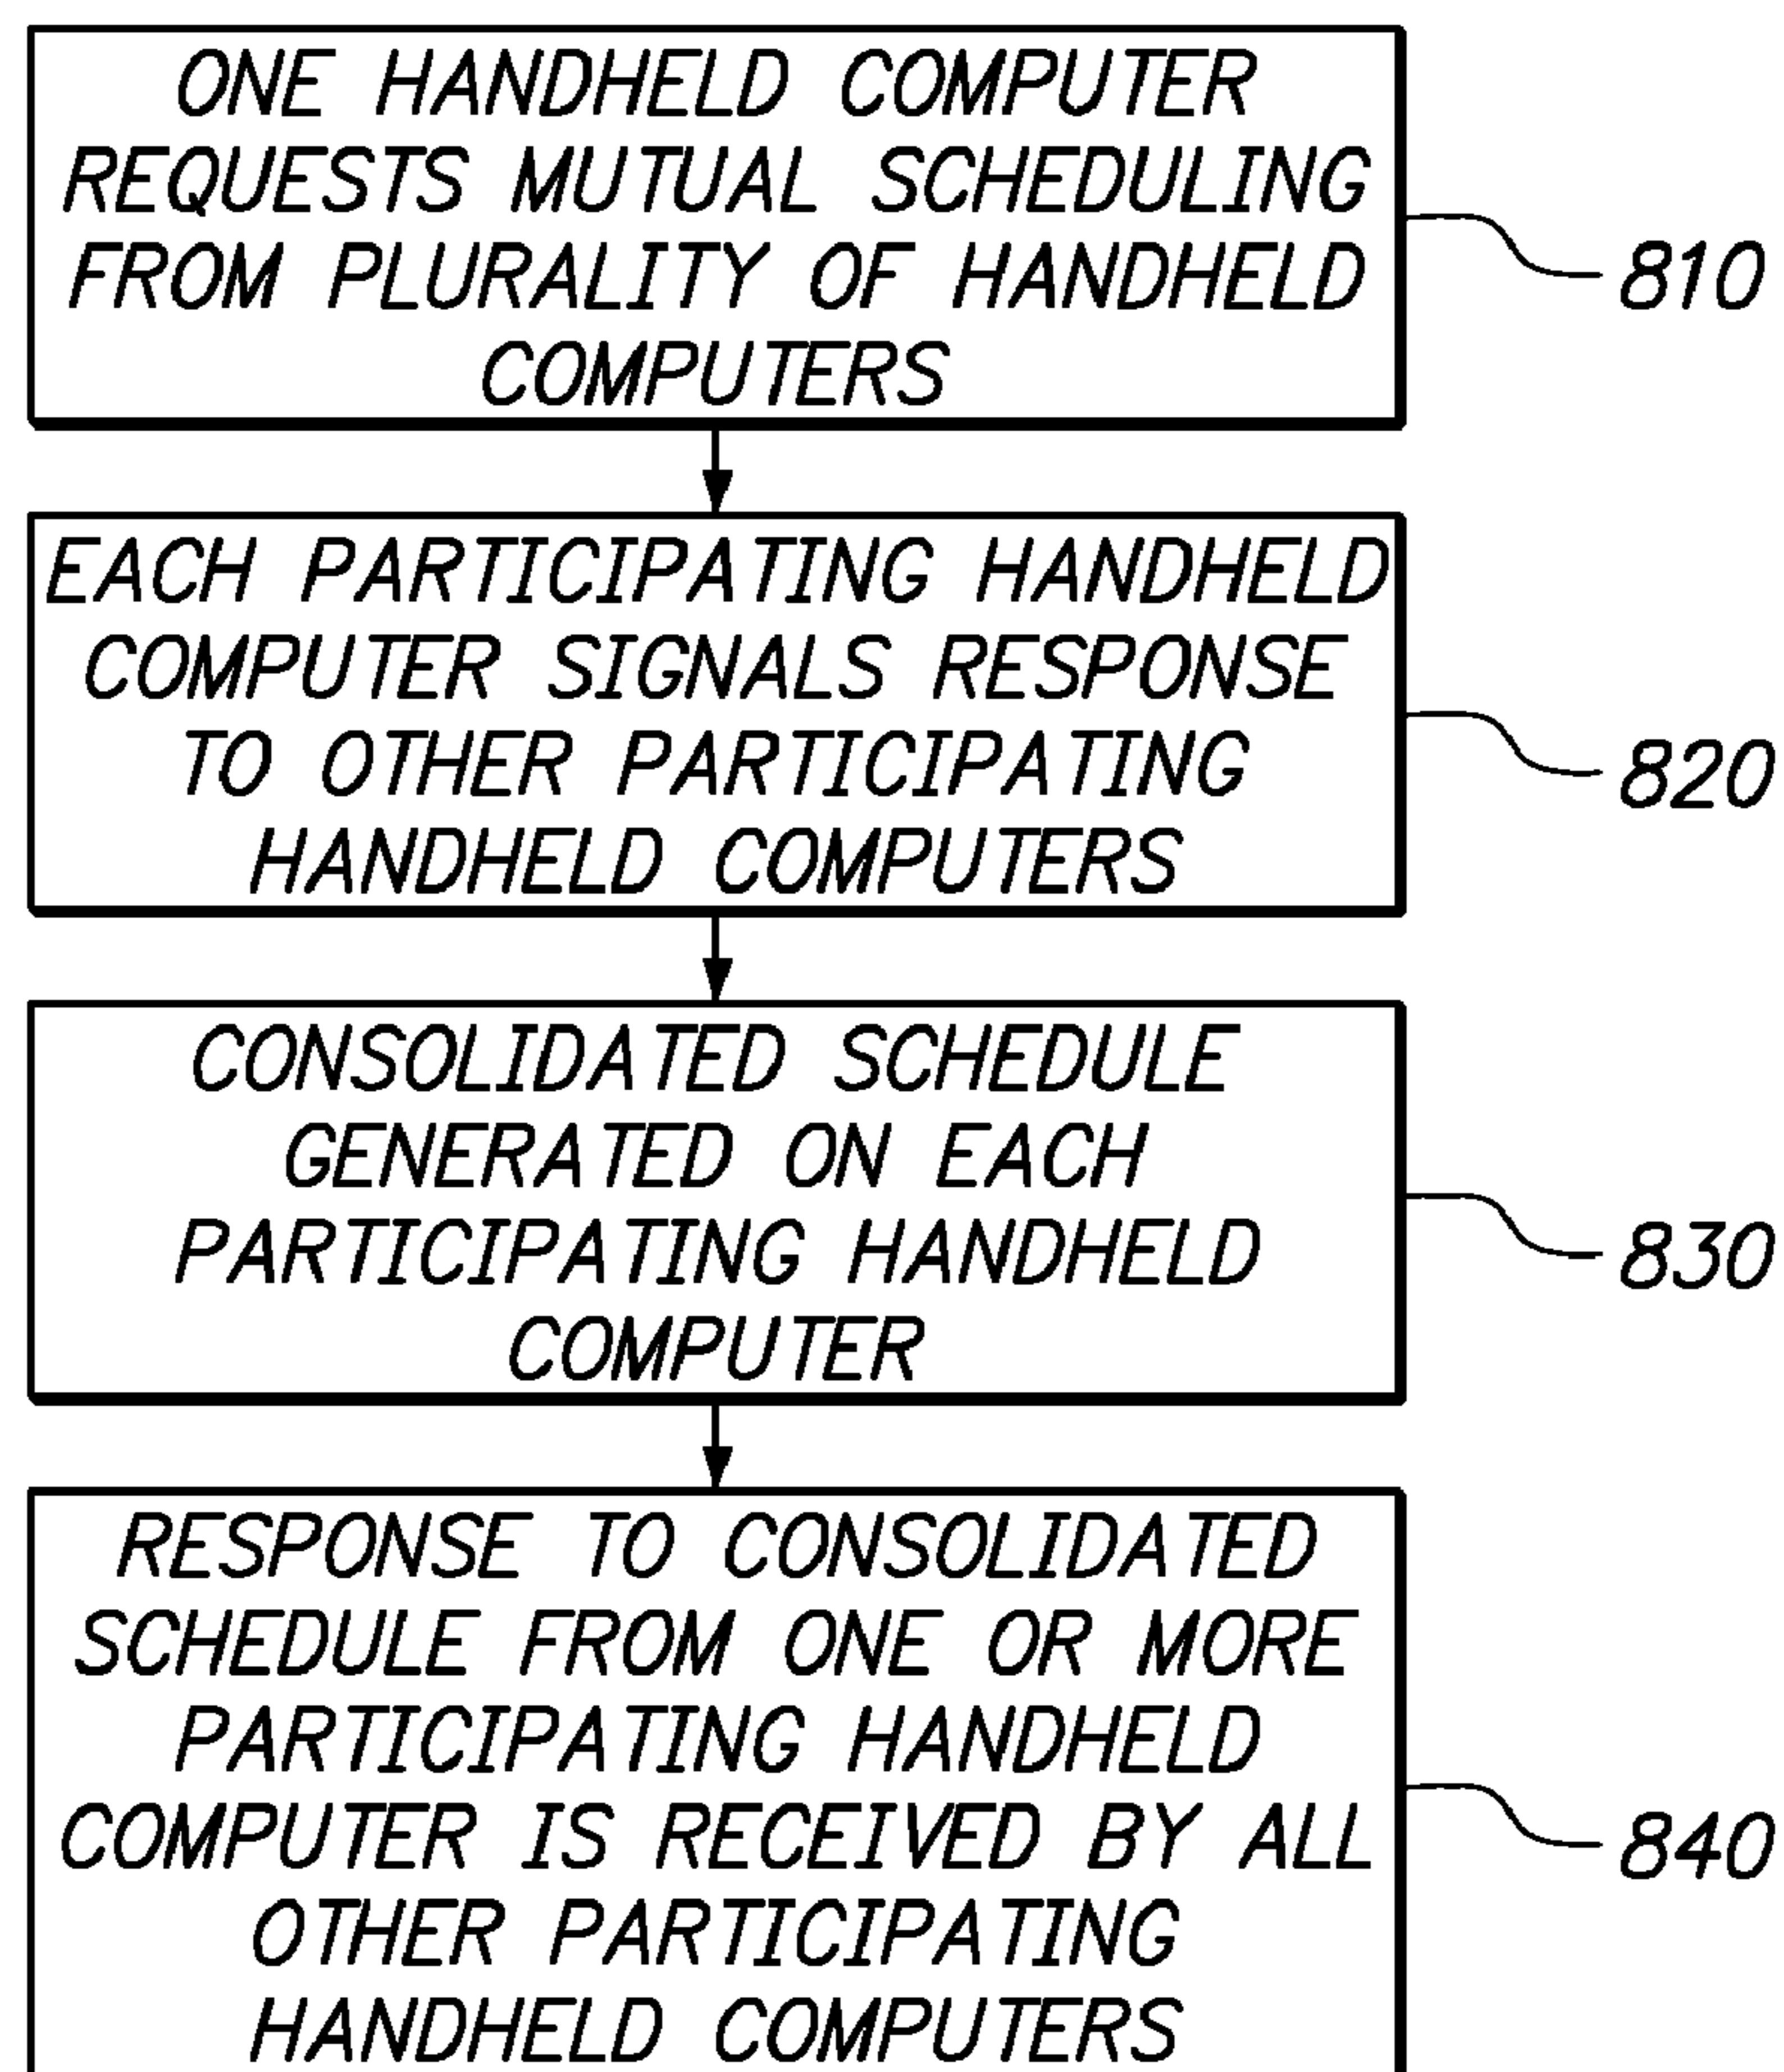 ONE HANDHELD COMPUTER
REQUESTS MUTUAL SCHEDULING
FROM PLURALITY OF HANDHELD
COMPUTERS
810
EACH PARTICIPATING HANDHELD
COMPUTER SIGNALS RESPONSE
TO OTHER PARTICIPATING
HANDHELD COMPUTERS
820
CONSOLIDATED SCHEDULE
GENERATED ON EACH
PARTICIPATING HANDHELD
COMPUTER
830
RESPONSE TO CONSOLIDATED
SCHEDULE FROM ONE OR MORE
PARTICIPATING HANDHELD
COMPUTER IS RECEIVED BY ALL
OTHER PARTICIPATING
HANDHELD COMPUTERS
840